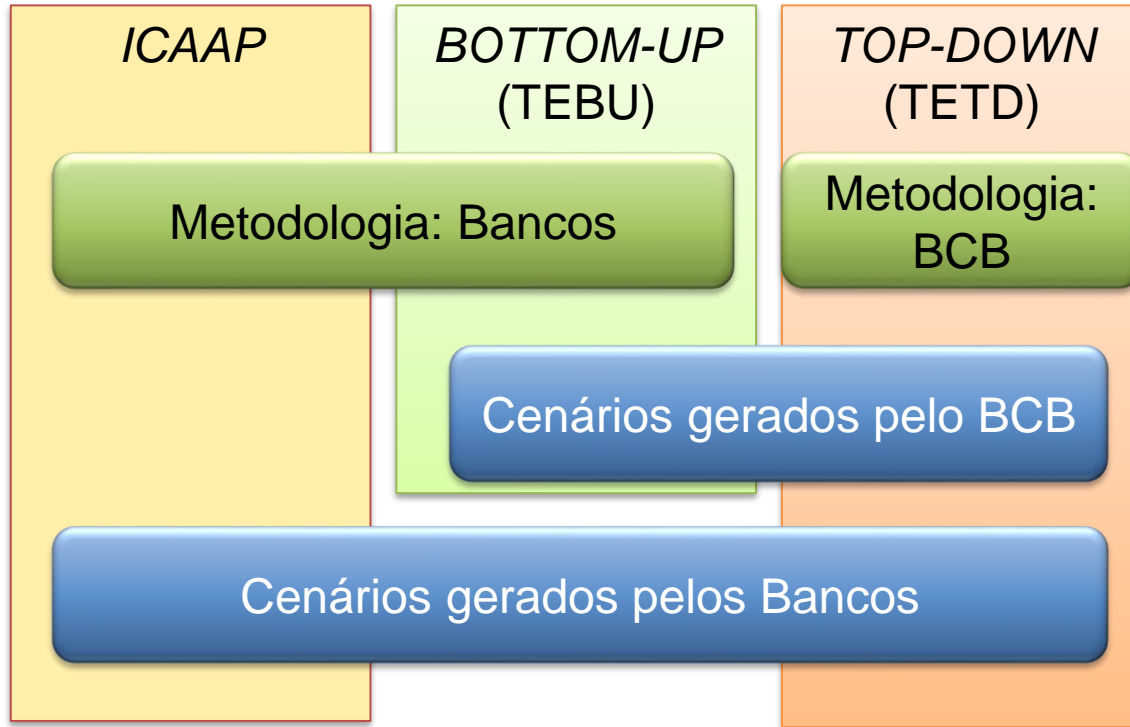 ICAAP
BOTTOM-UP
(TEBU)
TOP-DOWN
(TETD)
Metodologia: Bancos
Metodologia:
BCB
Cenários gerados pelo BCB
Cenários gerados pelos Bancos